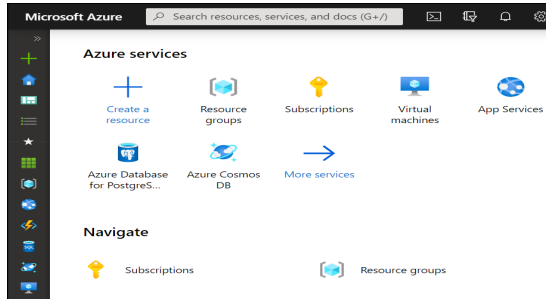 Microsoft Azure
Search resources, services, and docs (G+/)
Azure services
Create a
resource
Resource
groups
Subscriptions
Virtual
machines
App Services
Azure Database
for PostgreS...
Azure Cosmos
DB
More services
Navigate
Subscriptions
Resource groups
SQL